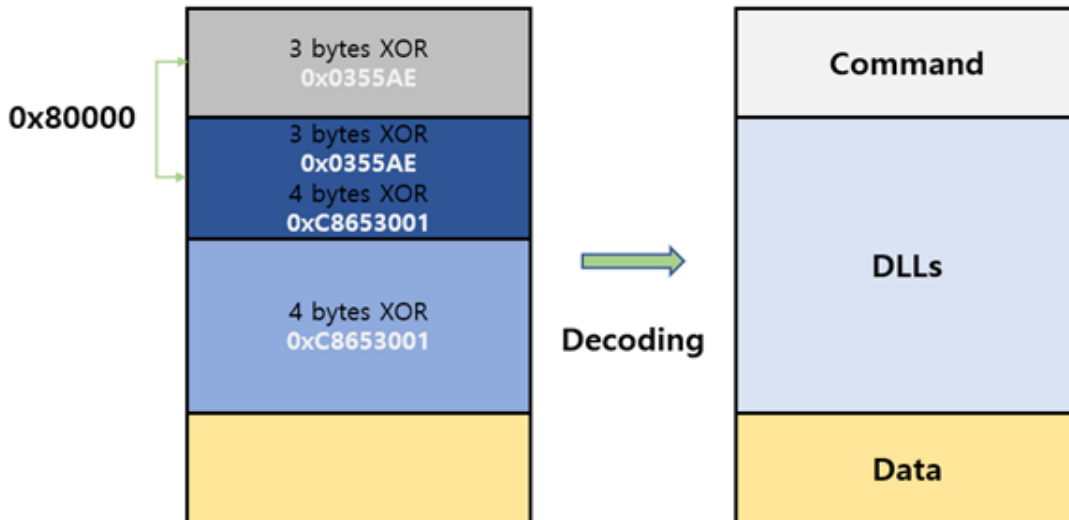 3 bytes XOR
0x0355AE
0x80000
3 bytes XOR
0x0355AE
4 bytes XOR
0xC8653001
4 bytes XOR
0xC8653001
Decoding
Command
DLLs
Data